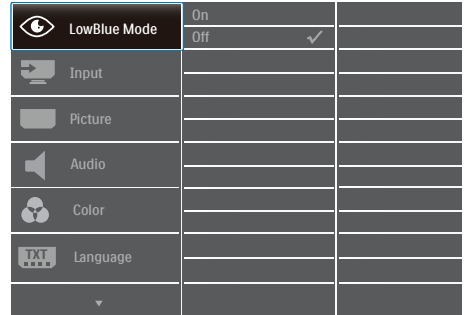 LowBlue Mode
On
Off
Input
Picture
Audio
Color
TXT
Language